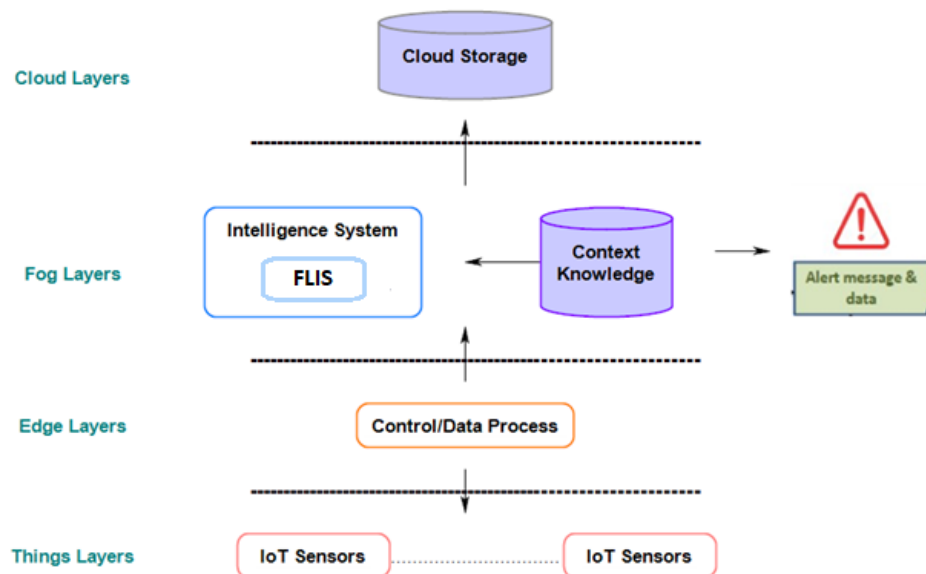 Cloud Storage
Cloud Layers
Intelligence System
FLIS
Context
Knowledge
Fog Layers
Alert message &
data
Edge Layers
Control/Data Process
Things Layers
IoT Sensors
IoT Sensors